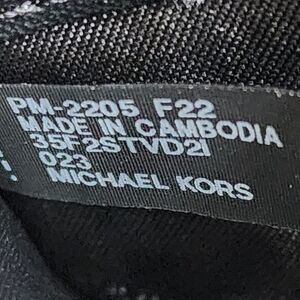 PM-2205 F22
MADE IN CAMBODIA
35F2STVD2I
023
MICHAEL KORS